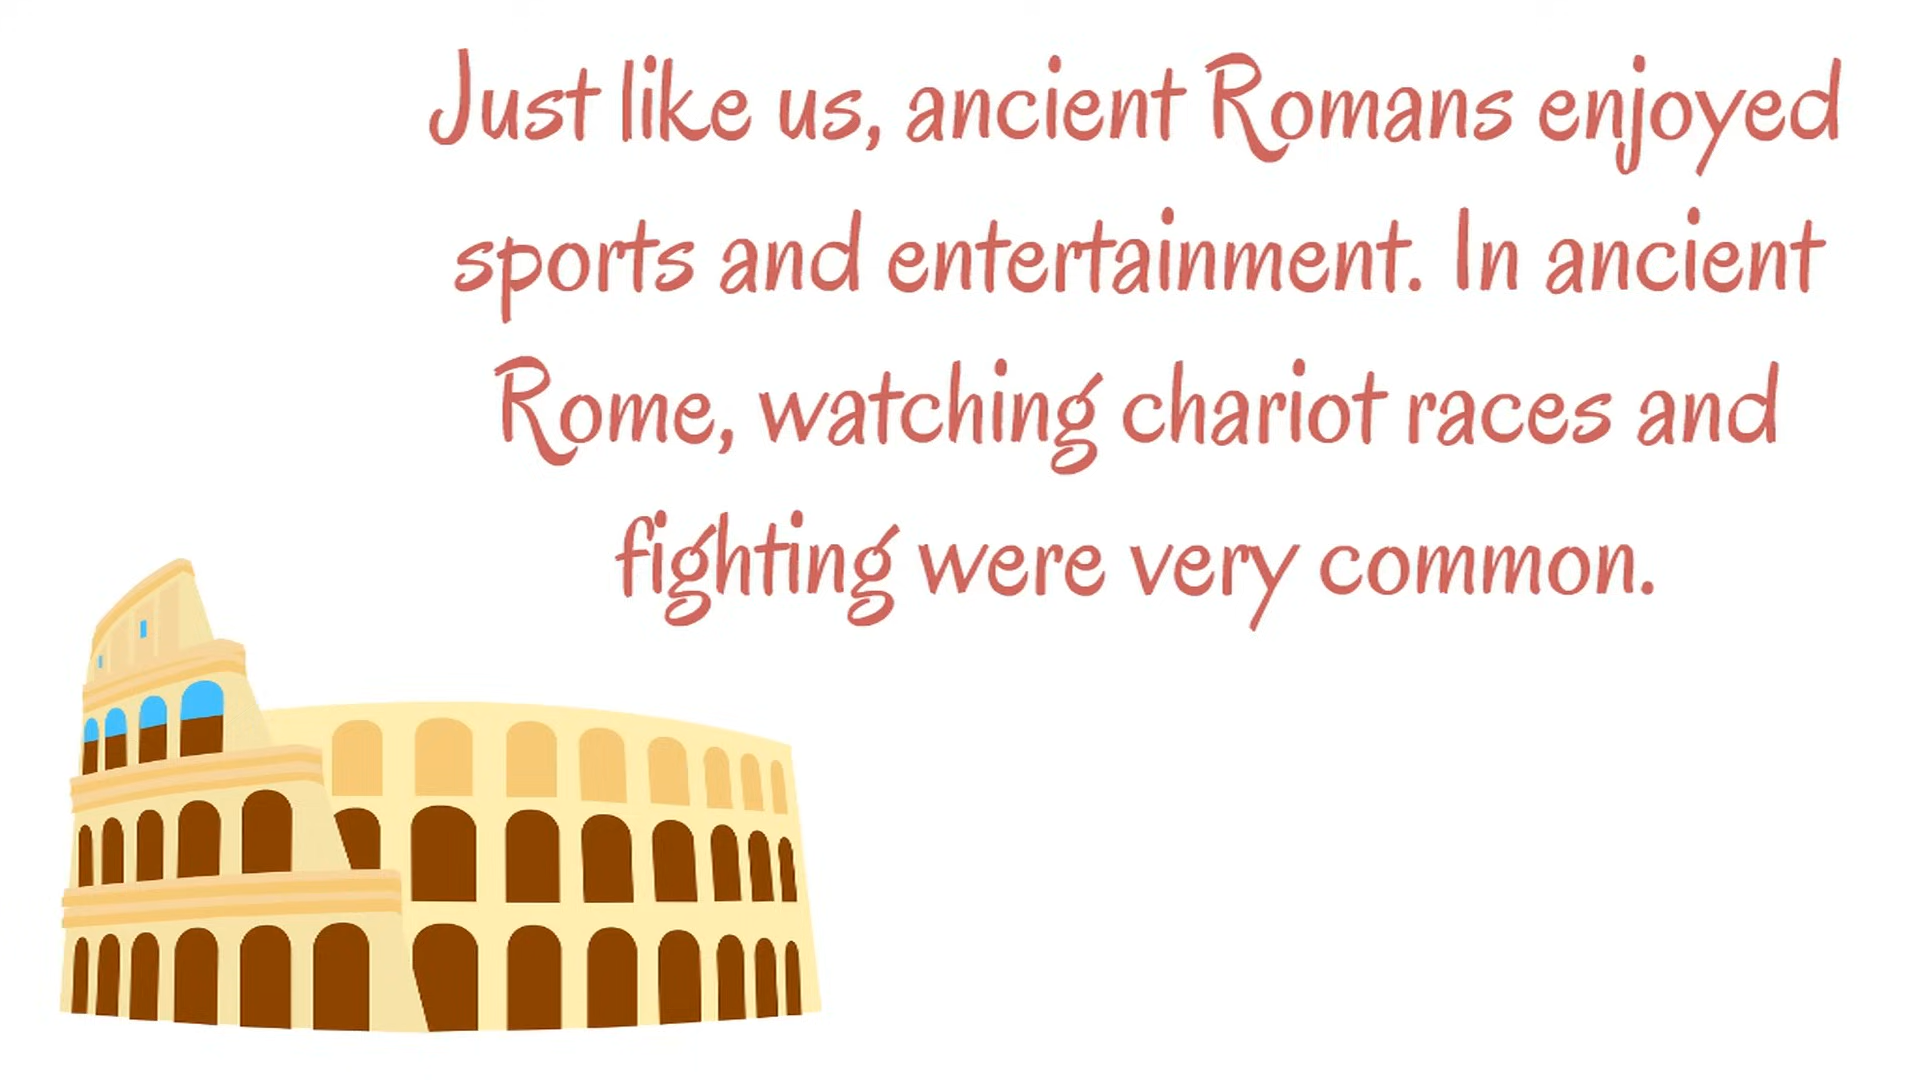 Just like us, ancient Romans enjoyed
sports and entertainment. In ancient
Rome, watching chariot races and
fighting were very common.